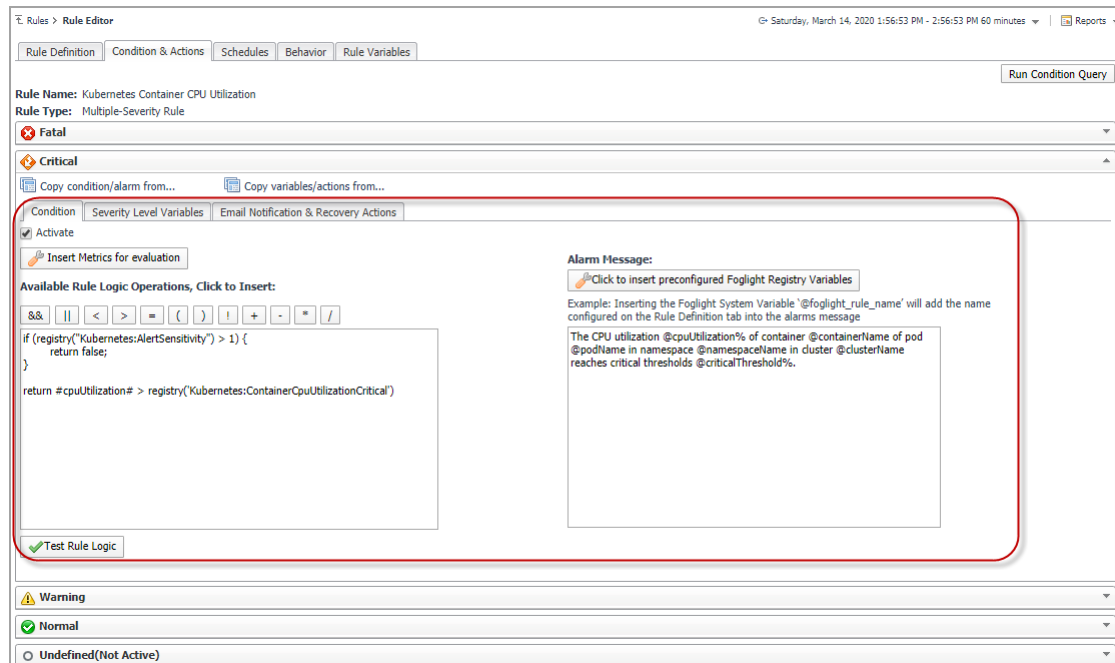 Rules > Rule Editor
Saturday, March 14, 2020 1:56:53 PM - 2:56:53 PM 60 minutes
Reports
Rule Definition
Condition & Actions
Schedules
Behavior
Rule Variables
Run Condition Query
Rule Name: Kubernetes Container CPU Utilization
Rule Type: Multiple-Severity Rule
Fatal
Critical
Copy condition/alarm from...
Copy variables/actions from...
Condition
Severity Level Variables
Email Notification & Recovery Actions
Activate
Insert Metrics for evaluation
Available Rule Logic Operations, Click to Insert:
&& || < > = ( ) ! + - * /
if (registry("Kubernetes:AlertSensitivity") > 1) {
return false;
}
return #cpuUtilization# > registry('Kubernetes:ContainerCpuUtilizationCritical')
Test Rule Logic
Alarm Message:
Click to insert preconfigured Foglight Registry Variables
Example: Inserting the Foglight System Variable '@foglight_rule_name' will add the name
configured on the Rule Definition tab into the alarms message
The CPU utilization @cpuUtilization% of container @containerName of pod
@podName in namespace @namespaceName in cluster @clusterName
reaches critical thresholds @criticalThreshold%.
Warning
Normal
Undefined(Not Active)